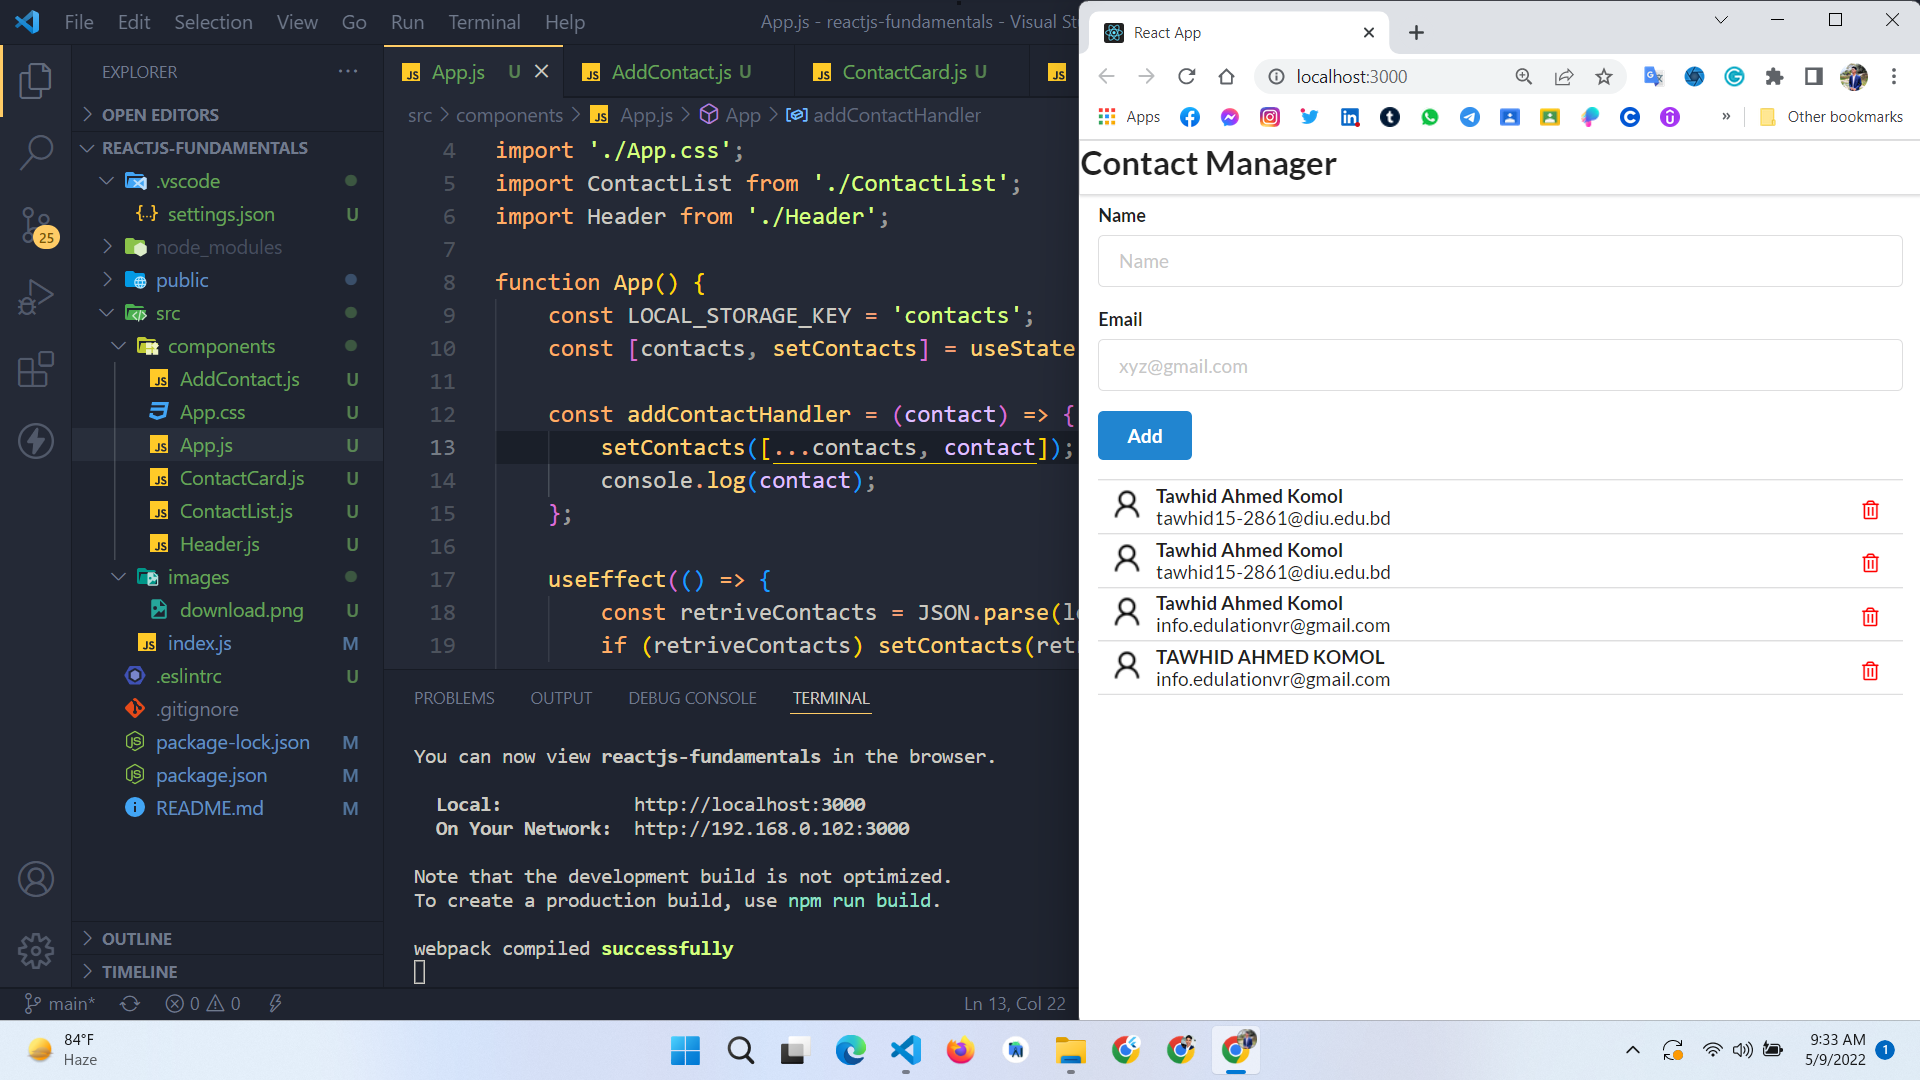 File Edit Selection View Go Run Terminal Help
App.js - reactjs-fundamentals - Visual St
EXPLORER
OPEN EDITORS
REACTJS-FUNDAMENTALS
.vscode
settings.json U
node_modules
public
src
components
AddContact.js U
App.css U
App.js U
ContactCard.js U
ContactList.js U
Header.js U
images
download.png U
index.js M
.eslintrc U
.gitignore
package-lock.json M
package.json M
README.md M
OUTLINE
TIMELINE
25
App.js U
AddContact.js U
ContactCard.js U
JS
src > components > JS App.js > App > addContactHandler
4 import './App.css';
5 import ContactList from './ContactList';
6 import Header from './Header';
7
8 function App() {
9 const LOCAL_STORAGE_KEY = 'contacts';
10 const [contacts, setContacts] = useState
11
12 const addContactHandler = (contact) => {
13 setContacts([...contacts, contact]);
14 console.log(contact);
15 };
16
17 useEffect(() => {
18 const retriveContacts = JSON.parse(l
19 if (retriveContacts) setContacts(ret
PROBLEMS OUTPUT DEBUG CONSOLE TERMINAL
You can now view reactjs-fundamentals in the browser.
Local: http://localhost:3000
On Your Network: http://192.168.0.102:3000
Note that the development build is not optimized.
To create a production build, use npm run build.
webpack compiled successfully
main* 0 0 Ln 13, Col 22
React App
localhost:3000
Apps Other bookmarks
Contact Manager
Name
Name
Email
xyz@gmail.com
Add
Tawhid Ahmed Komol
tawhid15-2861@diu.edu.bd
Tawhid Ahmed Komol
tawhid15-2861@diu.edu.bd
Tawhid Ahmed Komol
info.edulationvr@gmail.com
TAWHID AHMED KOMOL
info.edulationvr@gmail.com
84°F
Haze
9:33 AM
5/9/2022
1